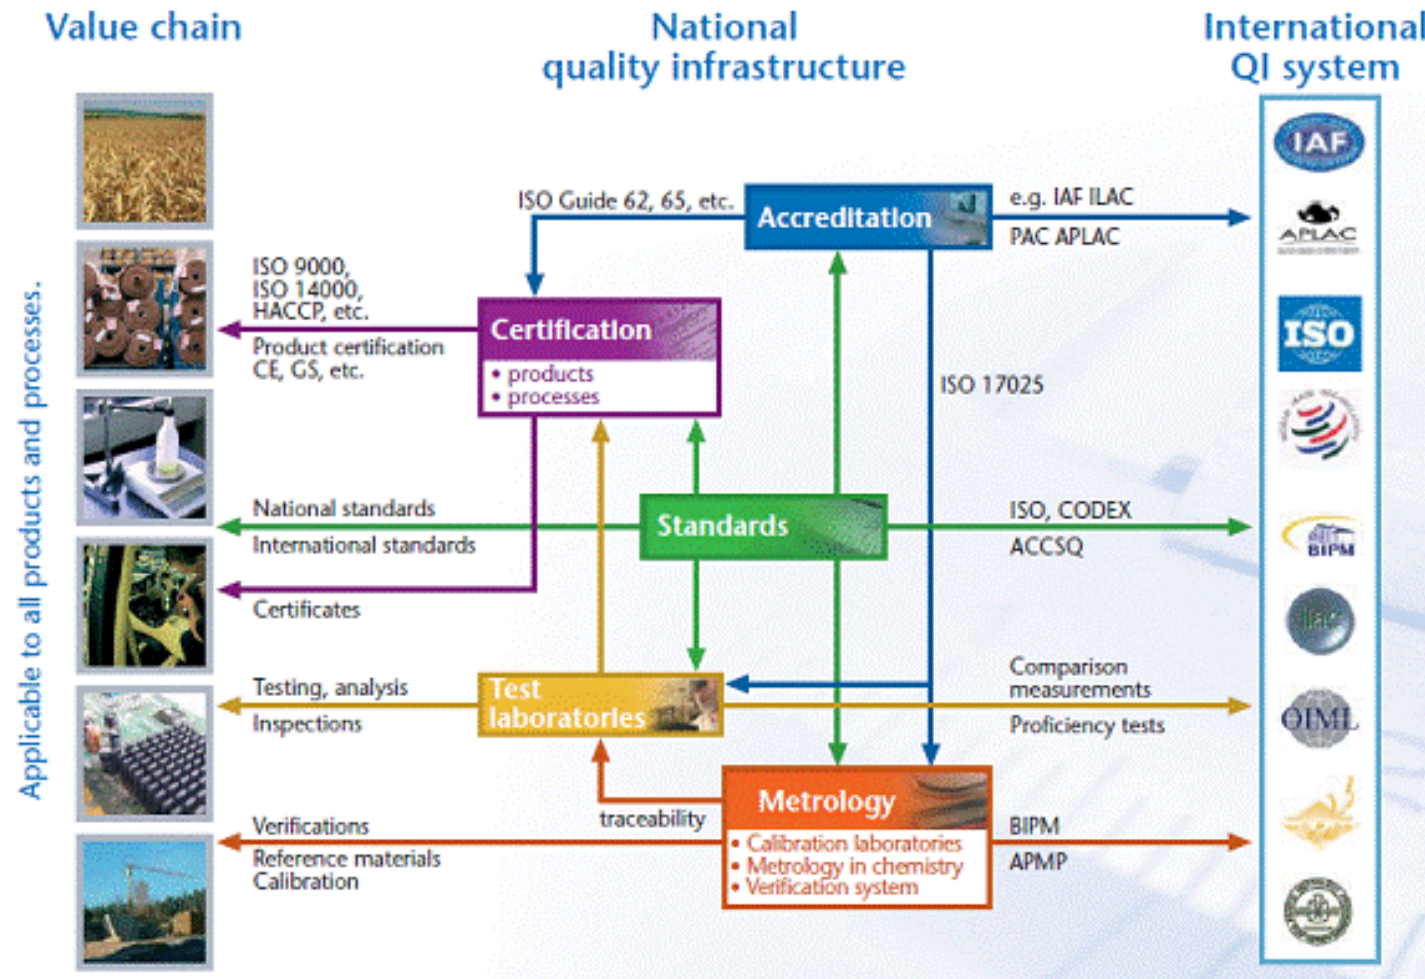 Value chain
National
quality infrastructure
International
QI system
Applicable to all products and processes.
ISO Guide 62, 65, etc.
Accreditation
e.g. IAF ILAC
PAC APLAC
ISO 9000,
ISO 14000,
HACCP, etc.
Product certification
CE, GS, etc.
Certification
• products
• processes
ISO 17025
National standards
International standards
Standards
ISO, CODEX
ACCSQ
Certificates
Testing, analysis
Inspections
Test
laboratories
Comparison
measurements
Proficiency tests
traceability
Metrology
• Calibration laboratories
• Metrology in chemistry
• Verification system
Verifications
Reference materials
Calibration
BIPM
APMP
IAF
APLAC
ISO
BIPM
ilac
OIML